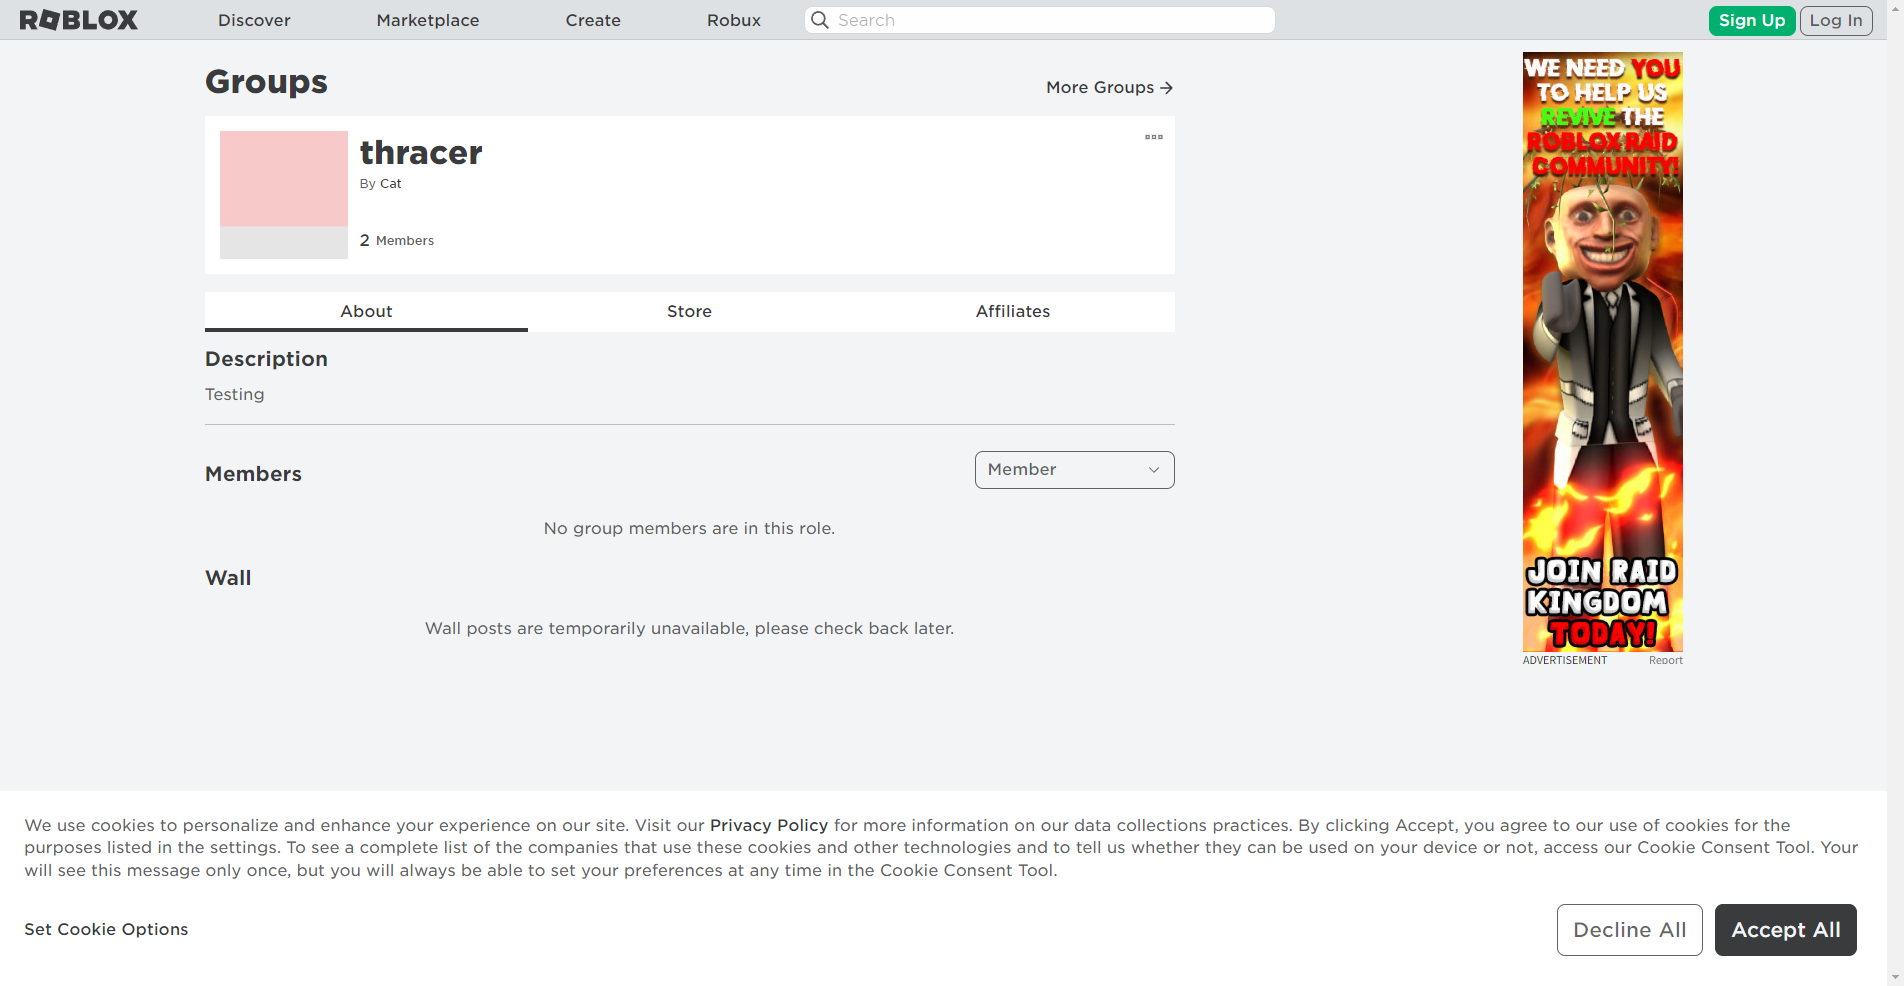 ROBLOX
Discover
Marketplace
Create
Robux
Search
Sign Up
Log In
Groups
More Groups
thracer
By Cat
2 Members
About
Store
Affiliates
Description
Testing
Members
Member
No group members are in this role.
Wall
Wall posts are temporarily unavailable, please check back later.
WE NEED YOU
TO HELP US
REVIVE THE
ROBLOX RAID
COMMUNITY!
JOIN RAID
KINGDOM
TODAY!
ADVERTISEMENT
Report
We use cookies to personalize and enhance your experience on our site. Visit our Privacy Policy for more information on our data collections practices. By clicking Accept, you agree to our use of cookies for the
purposes listed in the settings. To see a complete list of the companies that use these cookies and other technologies and to tell us whether they can be used on your device or not, access our Cookie Consent Tool. Your
will see this message only once, but you will always be able to set your preferences at any time in the Cookie Consent Tool.
Set Cookie Options
Decline All
Accept All